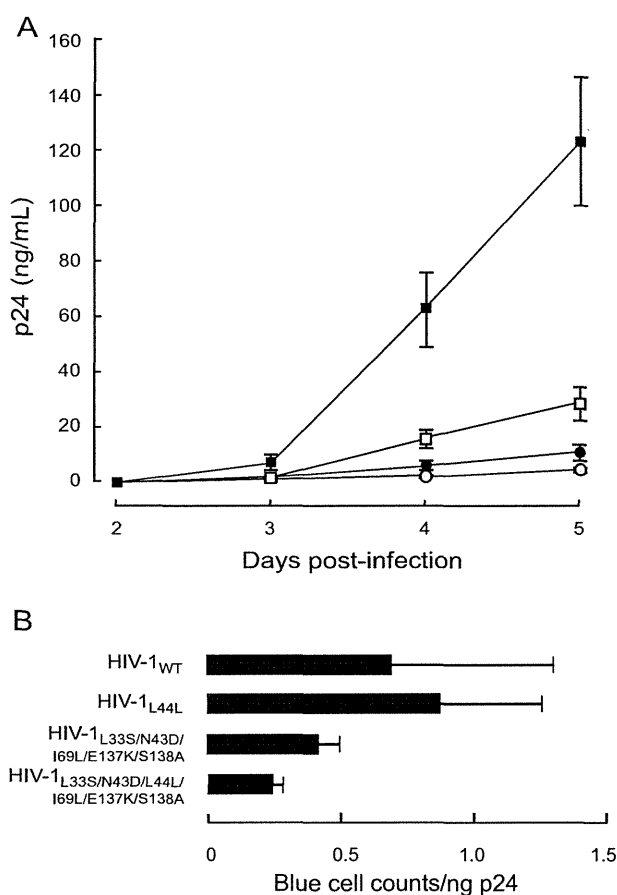 A
160
140
120
100
80
60
40
20
0
p24 (ng/mL)
2 3 4 5
Days post-infection
B
HIV-1WT
HIV-1L44L
HIV-1L33S/N43D/
I69L/E137K/S138A
HIV-1L33S/N43D/L44L/
I69L/E137K/S138A
0 0.5 1.0 1.5
Blue cell counts/ng p24